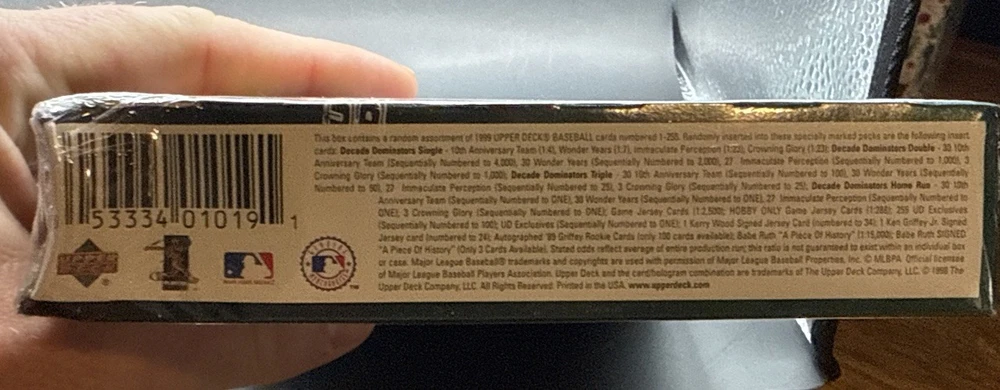 This box contains a random assortment of 1999 UPPER DECK® BASEBALL cards numbered 1-255. Randomly inserted into these specially marked packs are the following insert
cards: Decade Dominators Single - 10th Anniversary Team (1:4), Wonder Years (1:7), Immaculate Perception (1:23); Crowning Glory (1:23); Decade Dominators Double - 30 10th
Anniversary Team (Sequentially Numbered to 4,000), 30 Wonder Years (Sequentially Numbered to 2,000), 27 Immaculate Perception (Sequentially Numbered to 1,000), 3
Crowning Glory (Sequentially Numbered to 1,000); Decade Dominators Triple - 30 10th Anniversary Team (Sequentially Numbered to 100), 30 Wonder Years (Sequentially
Numbered to 50), 27 Immaculate Perception (Sequentially Numbered to 25), 3 Crowning Glory (Sequentially Numbered to 25); Decade Dominators Home Run - 30 10th
Anniversary Team (Sequentially Numbered to ONE), 30 Wonder Years (Sequentially Numbered to ONE), 27 Immaculate Perception (Sequentially Numbered to
ONE); 3 Crowning Glory (Sequentially Numbered to ONE); Game Jersey Cards (1:2,500); HOBBY ONLY Game Jersey Cards (1:288); 255 UD Exclusives
(Sequentially Numbered to 100); UD Exclusives (Sequentially Numbered to ONE); 1 Kerry Wood Signed Jersey Card (numbered to 34); 1 Ken Griffey Jr. Signed
Jersey card (numbered to 24); Autographed '89 Griffey Rookie Cards (only 100 cards available); Babe Ruth "A Piece Of History" (1:15,000); Babe Ruth SIGNED
"A Piece Of History" (Only 3 Cards Available). Stated odds reflect average of entire production run; this ratio is not guaranteed to exist within an individual box
or case. Major League Baseball® trademarks and copyrights are used with permission of Major League Baseball Properties, Inc. © MLBPA Official licensee
of Major League Baseball Players Association. Upper Deck and the card/hologram combination are trademarks of The Upper Deck Company, LLC. © 1998 The
Upper Deck Company, LLC. All Rights Reserved. Printed in the USA. www.upperdeck.com
53334 01019 1
UPPER DECK